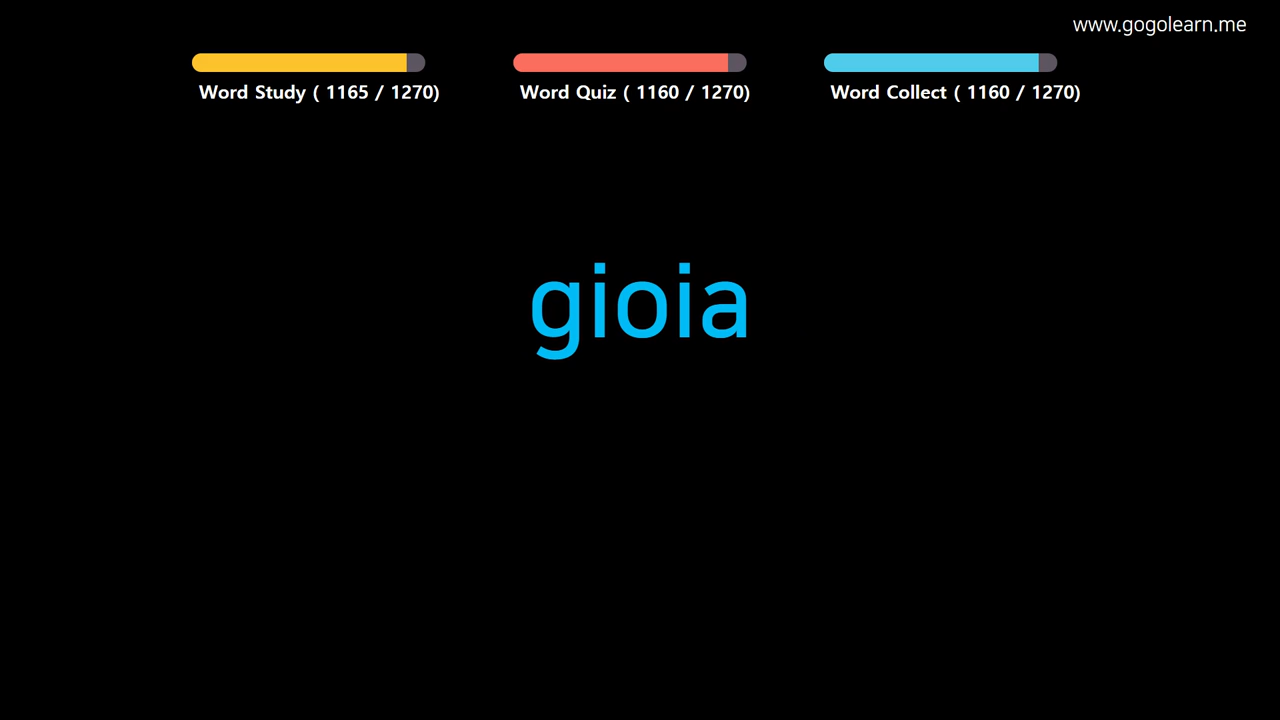 www.gogolearn.me
Word Study ( 1165 / 1270)
Word Quiz ( 1160 / 1270)
Word Collect ( 1160 / 1270)
gioia